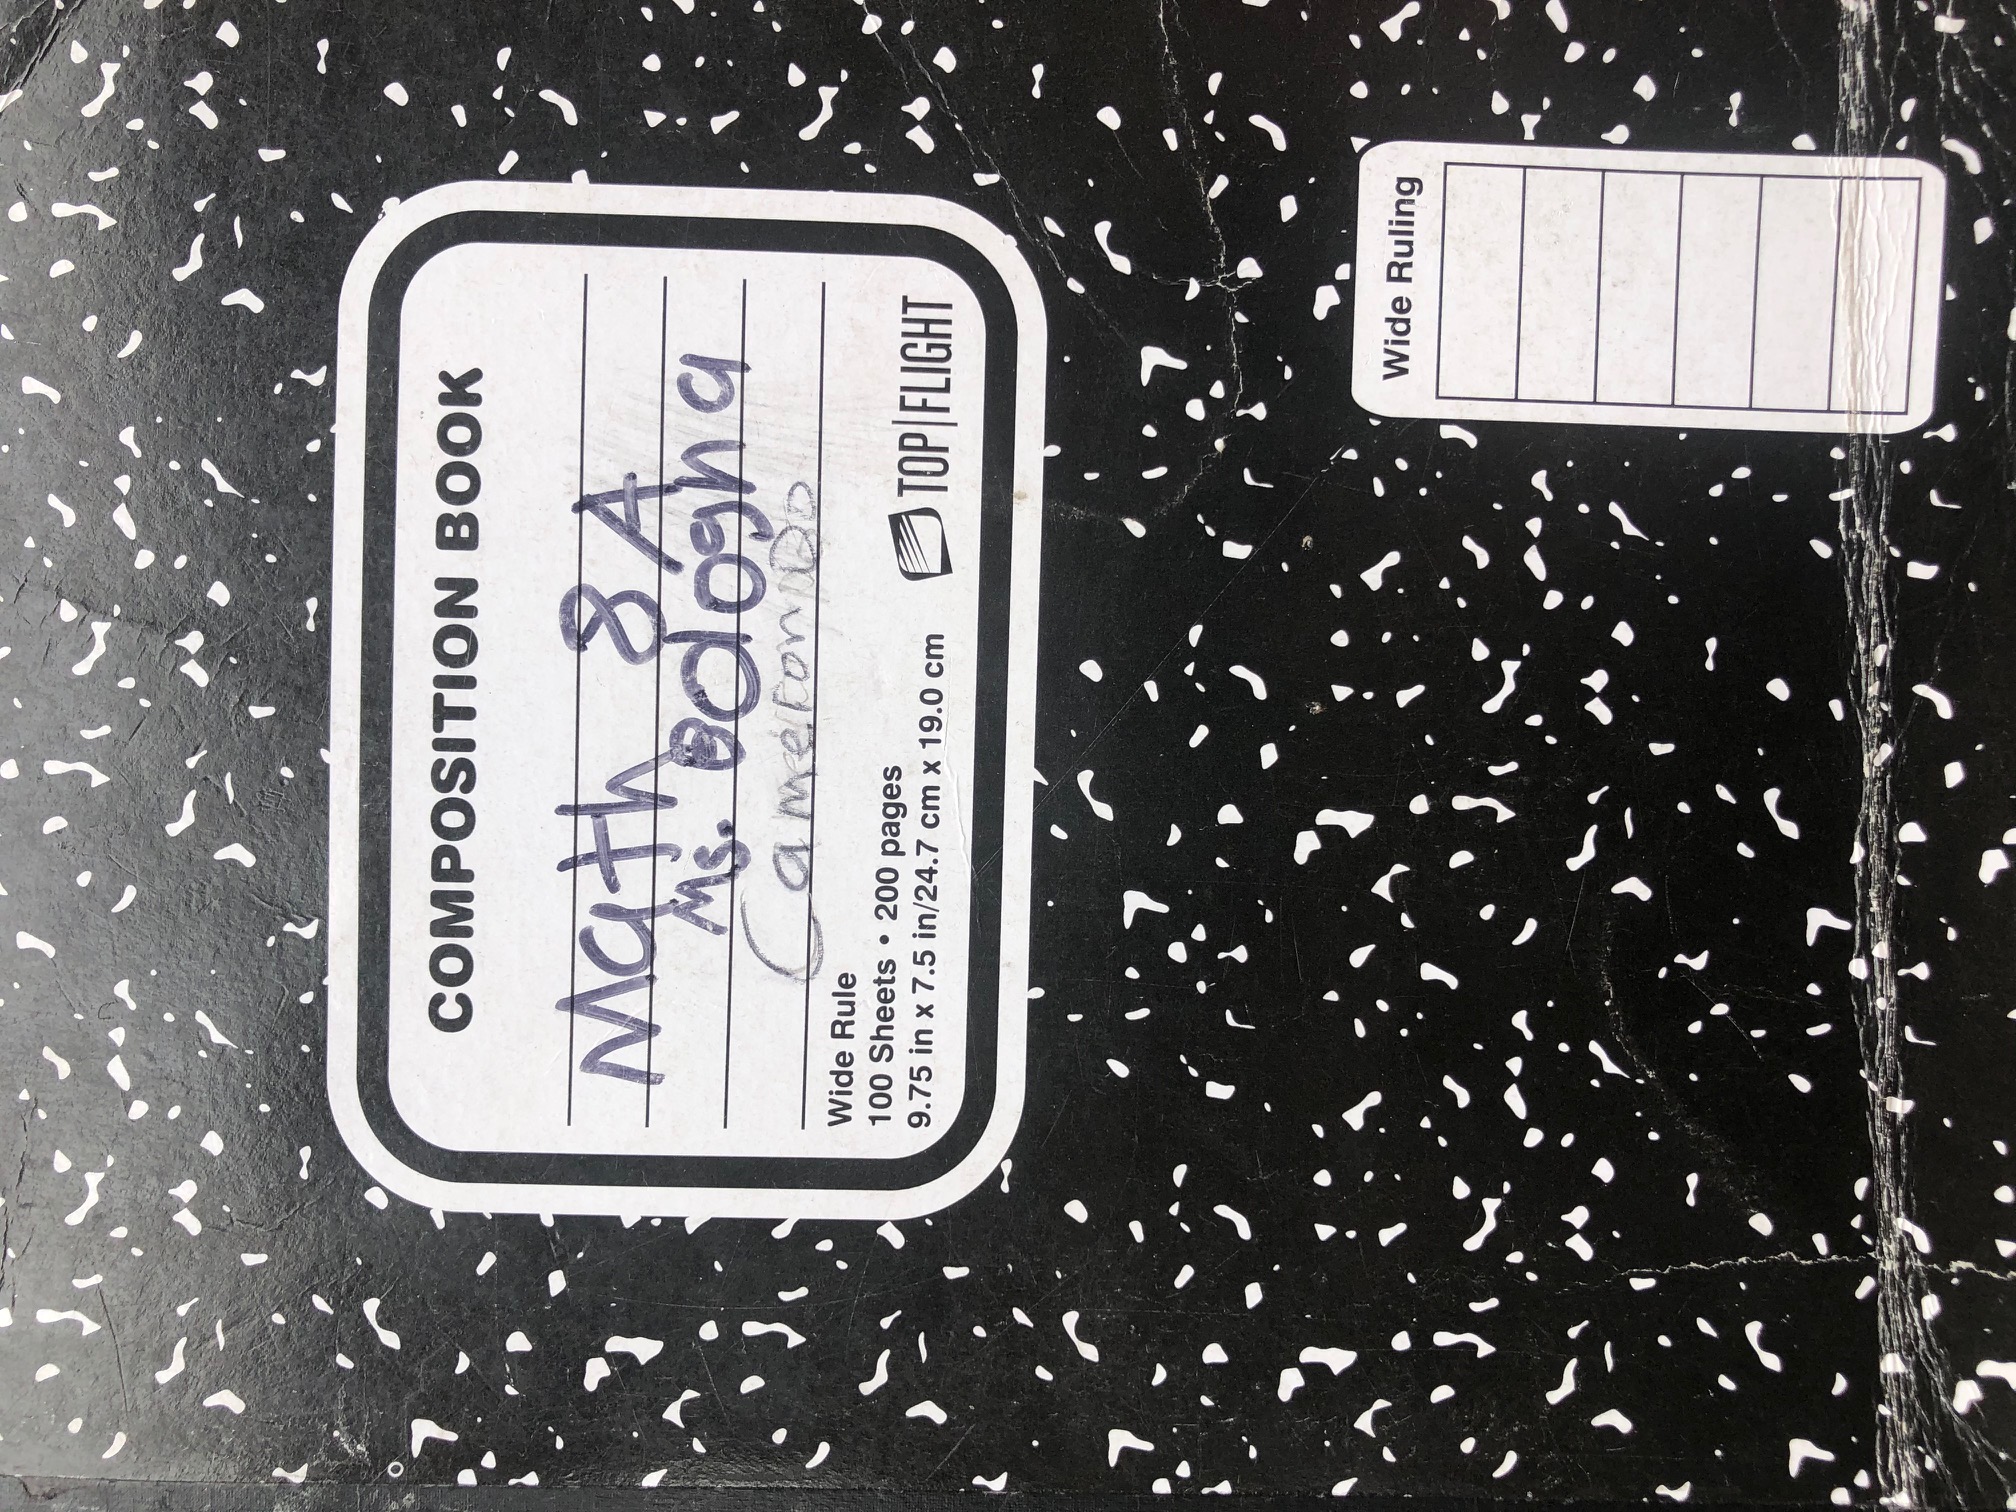 COMPOSITION BOOK
Math 8A
Ms. Bologna
Cameron Do
Wide Rule
100 Sheets • 200 pages
9.75 in x 7.5 in/24.7 cm x 19.0 cm
TOP|FLIGHT
Wide Ruling